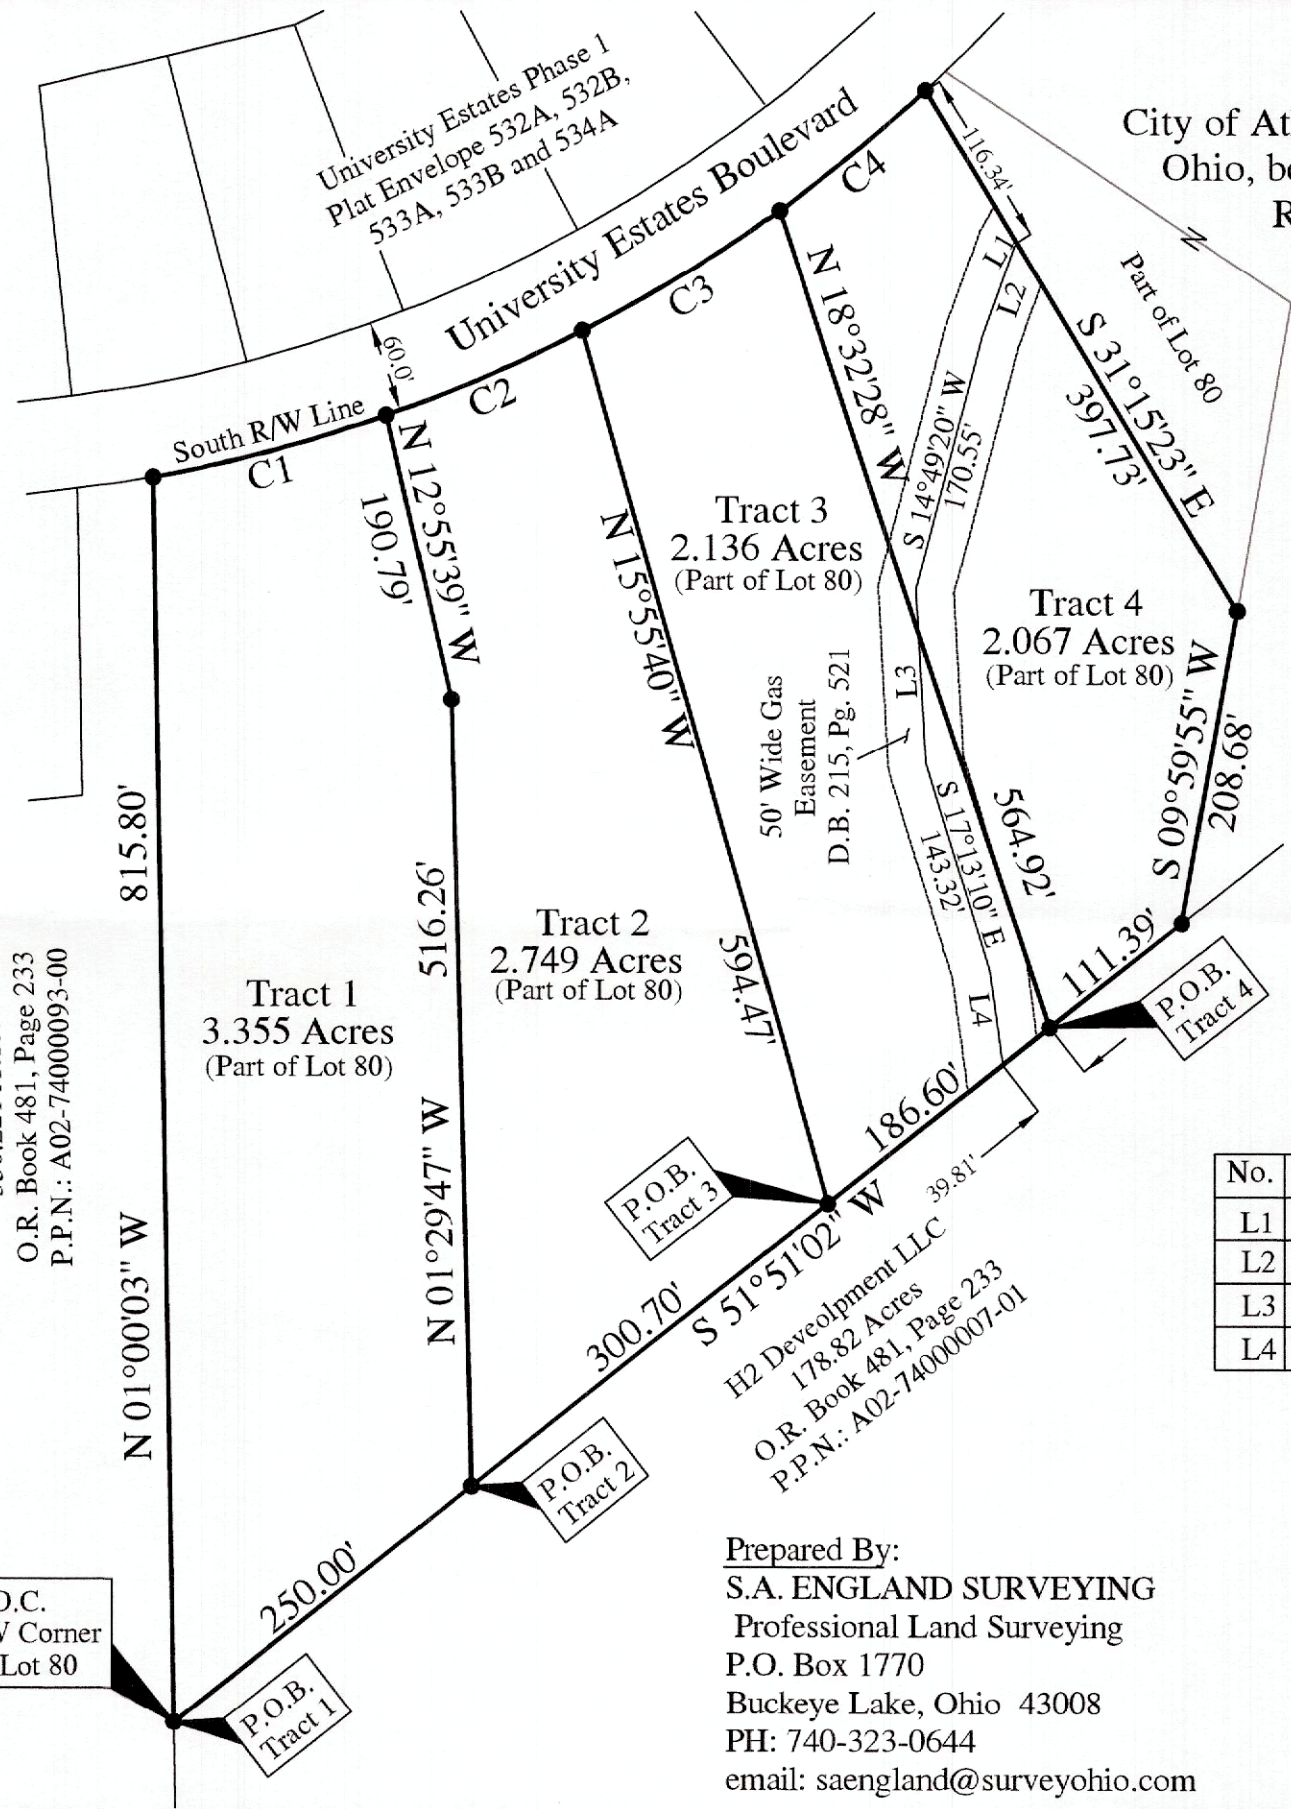 University Estates Phase 1
Plat Envelope 532A, 532B,
533A, 533B and 534A
University Estates Boulevard
City of At
Ohio, be
R
116.34'
C4
C3
C2
C1
60.0'
South R/W Line
L1
L2
N
Part of Lot 80
S 31°15'23" E
397.73'
N 18°32'28" W
564.92'
S 14°49'20" W
170.55'
N 12°55'39" W
190.79'
N 15°55'40" W
594.47'
Tract 3
2.136 Acres
(Part of Lot 80)
Tract 4
2.067 Acres
(Part of Lot 80)
S 09°59'55" W
208.68'
L3
50' Wide Gas
Easement
D.B. 215, Pg. 521
S 17°13'10" E
143.32'
L4
815.80'
N 01°00'03" W
516.26'
N 01°29'47" W
Tract 2
2.749 Acres
(Part of Lot 80)
Tract 1
3.355 Acres
(Part of Lot 80)
O.R. Book 481, Page 233
P.P.N.: A02-74000093-00
111.39'
P.O.B.
Tract 4
186.60'
39.81'
P.O.B.
Tract 3
S 51°51'02" W
300.70'
H2 Deveolpment LLC
178.82 Acres
O.R. Book 481, Page 233
P.P.N.: A02-74000007-01
No.
L1
L2
L3
L4
P.O.B.
Tract 2
250.00'
O.C.
V Corner
Lot 80
P.O.B.
Tract 1
Prepared By:
S.A. ENGLAND SURVEYING
Professional Land Surveying
P.O. Box 1770
Buckeye Lake, Ohio 43008
PH: 740-323-0644
email: saengland@surveyohio.com